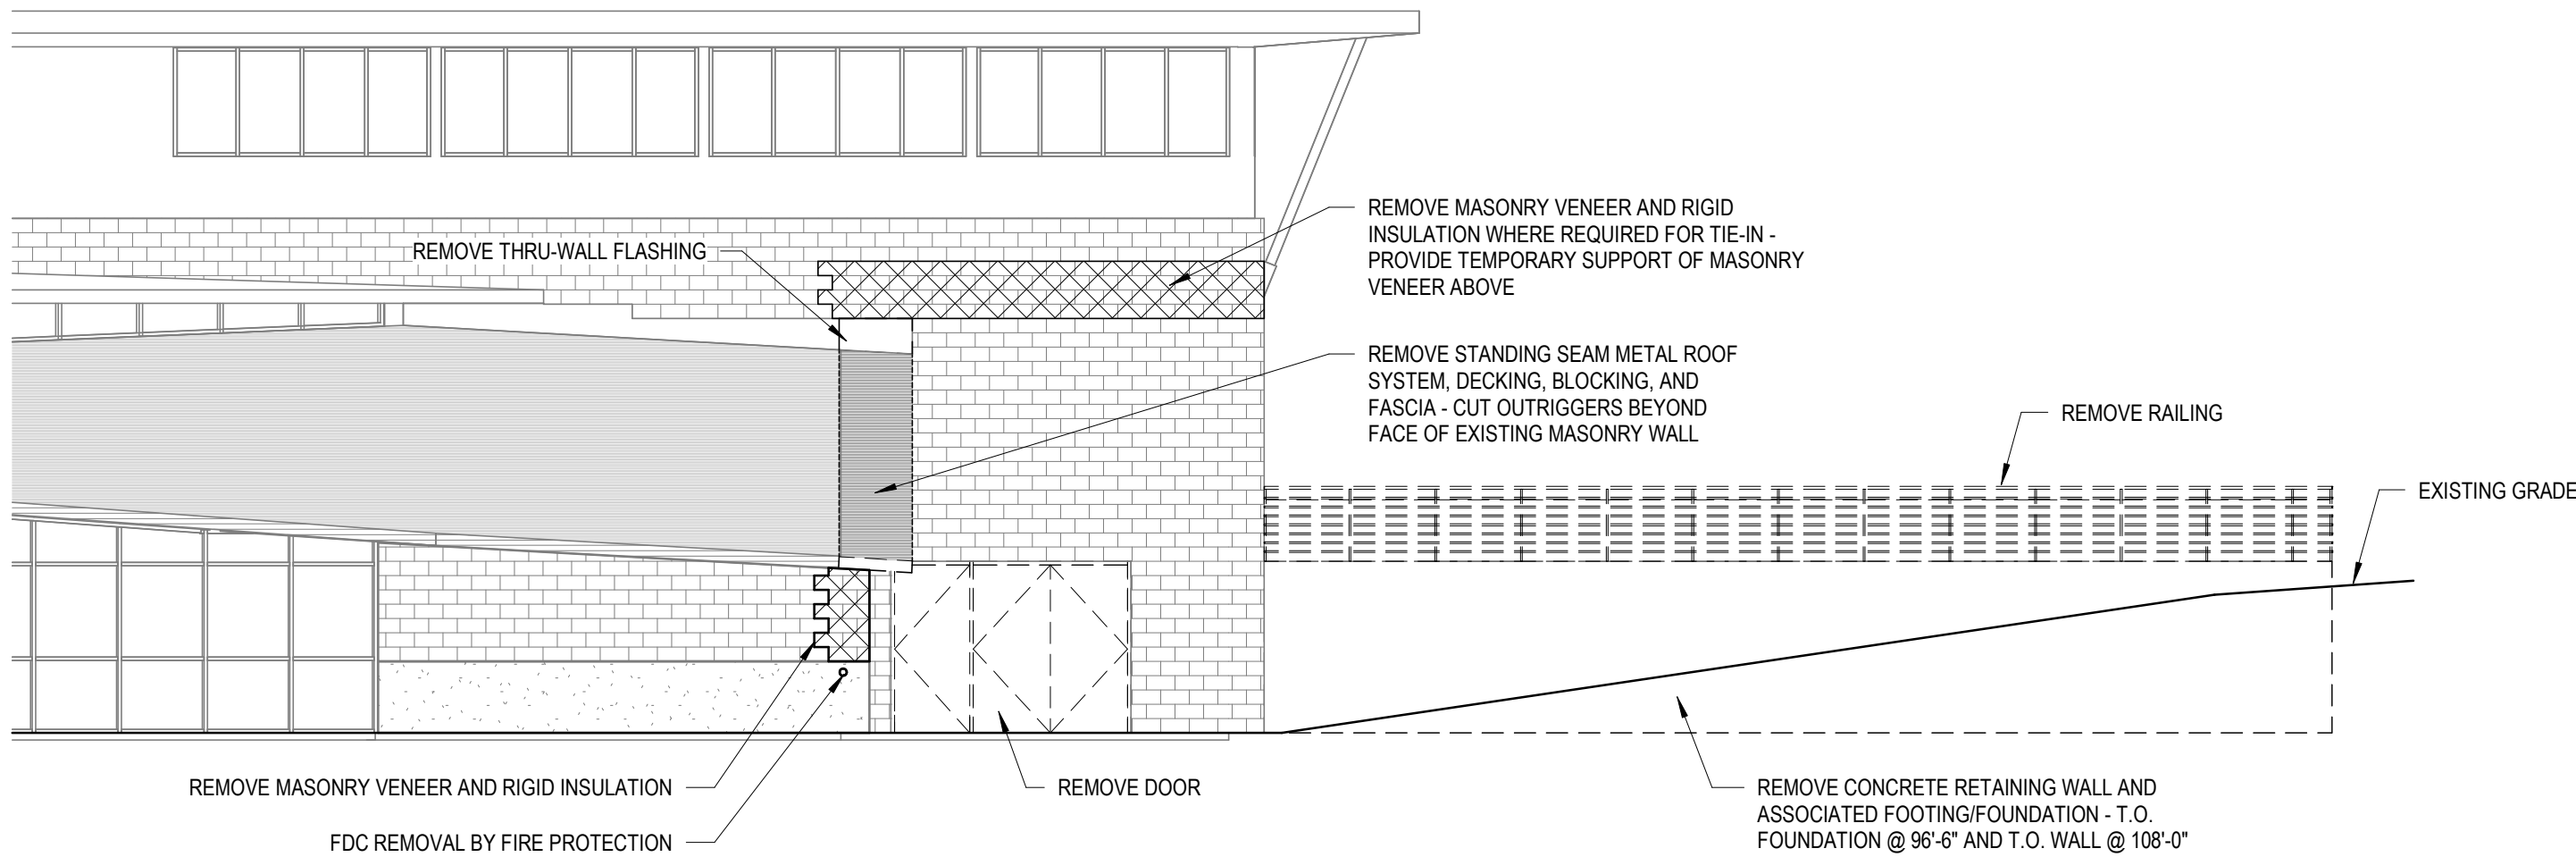 REMOVE MASONRY VENEER AND RIGID
INSULATION WHERE REQUIRED FOR TIE-IN -
PROVIDE TEMPORARY SUPPORT OF MASONRY
VENEER ABOVE
REMOVE THRU-WALL FLASHING
REMOVE STANDING SEAM METAL ROOF
SYSTEM, DECKING, BLOCKING, AND
FASCIA - CUT OUTRIGGERS BEYOND
FACE OF EXISTING MASONRY WALL
REMOVE RAILING
EXISTING GRADE
REMOVE MASONRY VENEER AND RIGID INSULATION
FDC REMOVAL BY FIRE PROTECTION
REMOVE DOOR
REMOVE CONCRETE RETAINING WALL AND
ASSOCIATED FOOTING/FOUNDATION - T.O.
FOUNDATION @ 96'-6" AND T.O. WALL @ 108'-0"